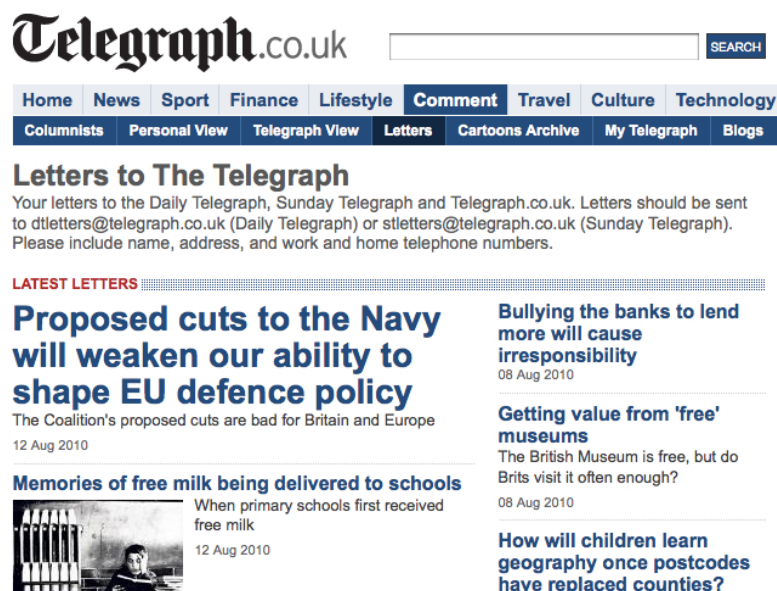 Telegraph.co.uk
SEARCH
Home News Sport Finance Lifestyle Comment Travel Culture Technology
Columnists Personal View Telegraph View Letters Cartoons Archive My Telegraph Blogs
Letters to The Telegraph
Your letters to the Daily Telegraph, Sunday Telegraph and Telegraph.co.uk. Letters should be sent
to dtletters@telegraph.co.uk (Daily Telegraph) or stletters@telegraph.co.uk (Sunday Telegraph).
Please include name, address, and work and home telephone numbers.
LATEST LETTERS
Proposed cuts to the Navy
will weaken our ability to
shape EU defence policy
The Coalition's proposed cuts are bad for Britain and Europe
12 Aug 2010
Memories of free milk being delivered to schools
When primary schools first received
free milk
12 Aug 2010
Bullying the banks to lend
more will cause
irresponsibility
08 Aug 2010
Getting value from 'free'
museums
The British Museum is free, but do
Brits visit it often enough?
08 Aug 2010
How will children learn
geography once postcodes
have replaced counties?